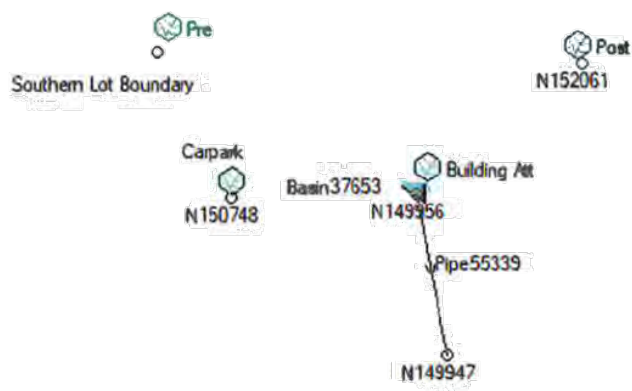 Pre
Post
Southern Lot Boundary
N152061
Carpark
Building Att
Basin37653
N150748
N149956
Pipe55339
N149947